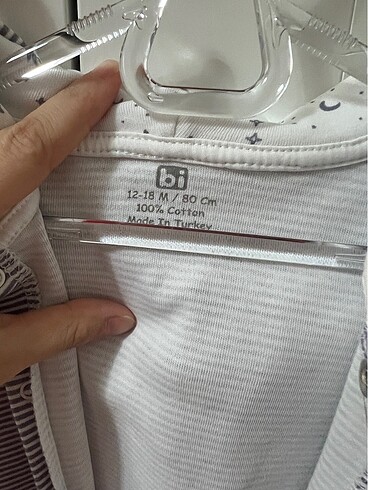 bi
12-18 M / 80 Cm
100% Cotton
Made In Turkey